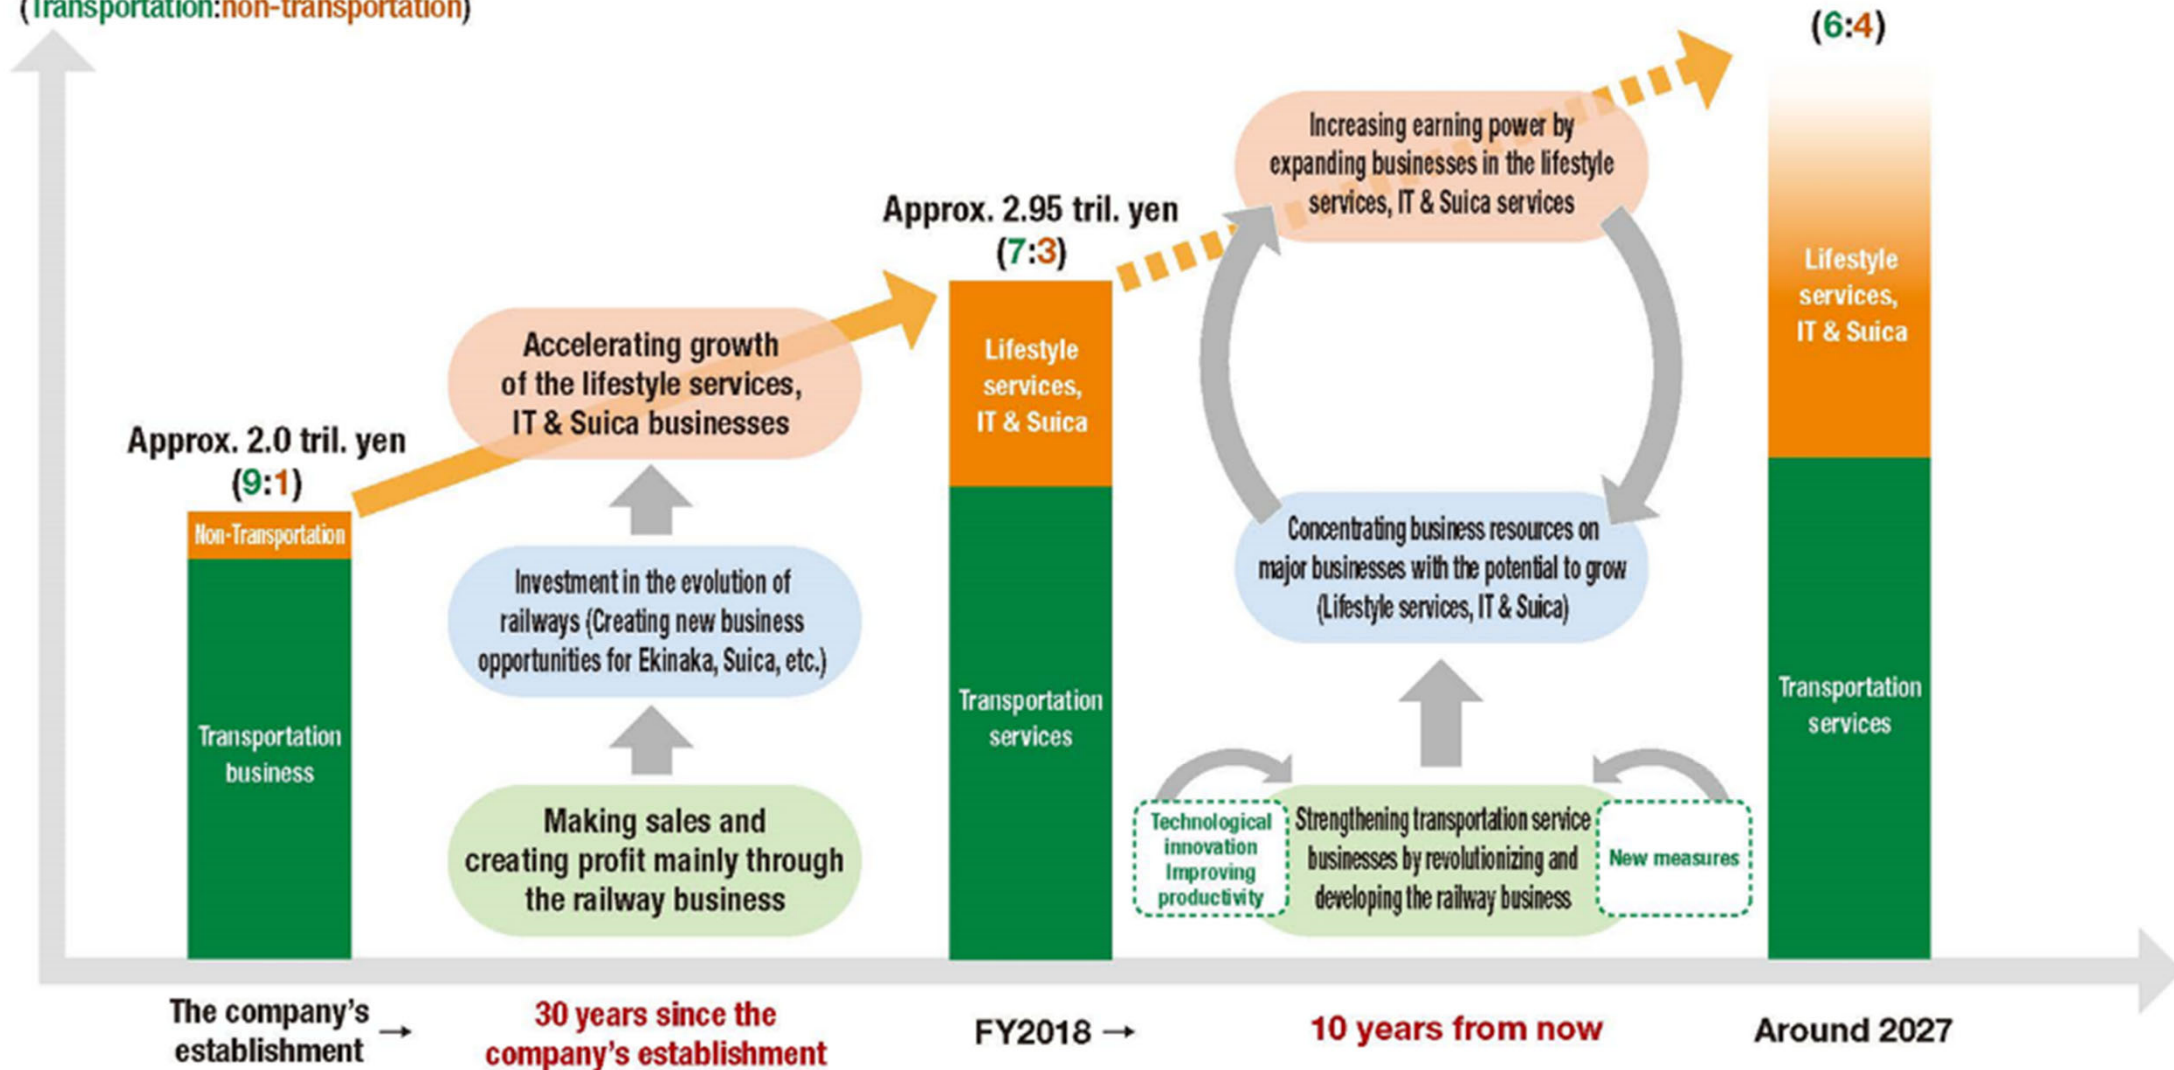 (Transportation:non-transportation)
(6:4)
Increasing earning power by
expanding businesses in the lifestyle
services, IT & Suica services
Approx. 2.95 tril. yen
(7:3)
Lifestyle
services,
IT & Suica
Accelerating growth
of the lifestyle services,
IT & Suica businesses
Lifestyle
services,
IT & Suica
Approx. 2.0 tril. yen
(9:1)
Non-Transportation
Investment in the evolution of
railways (Creating new business
opportunities for Ekinaka, Suica, etc.)
Concentrating business resources on
major businesses with the potential to grow
(Lifestyle services, IT & Suica)
Transportation
business
Transportation
services
Transportation
services
Making sales and
creating profit mainly through
the railway business
Technological
innovation
Improving
productivity
Strengthening transportation service
businesses by revolutionizing and
developing the railway business
New measures
The company's
establishment →
30 years since the
company's establishment
FY2018 →
10 years from now
Around 2027